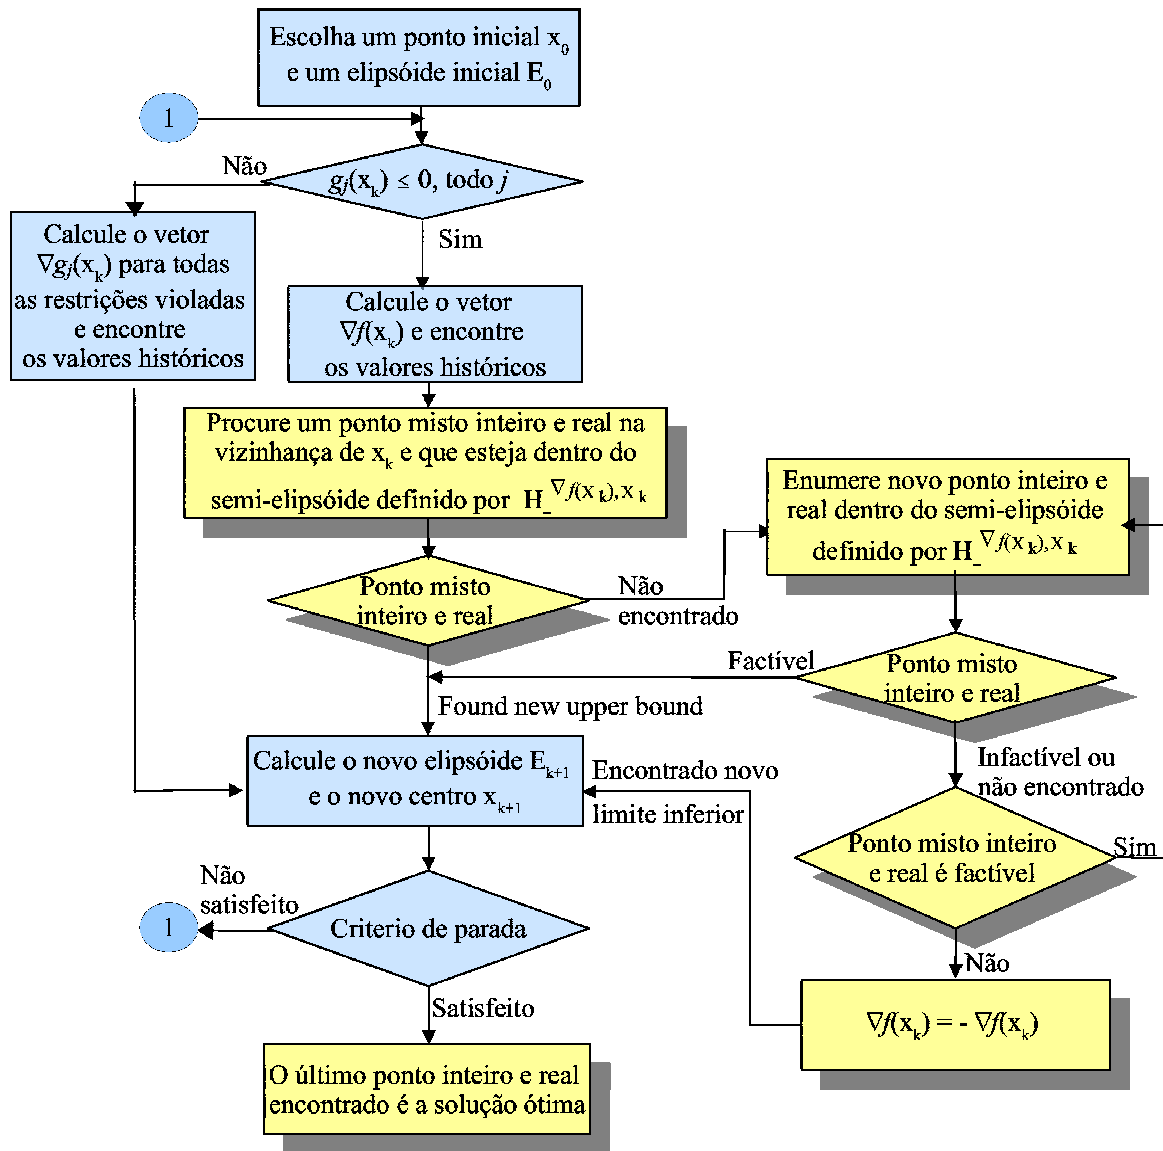 Escolha um ponto inicial x₀
e um elipsóide inicial E₀
1
Não
gⱼ(xₖ) ≤ 0, todo j
Sim
Calcule o vetor
∇gⱼ(xₖ) para todas
as restrições violadas
e encontre
os valores históricos
Calcule o vetor
∇f(xₖ) e encontre
os valores históricos
Procure um ponto misto inteiro e real na
vizinhança de xₖ e que esteja dentro do
semi-elipsóide definido por H_^∇f(x k), x k
Enumere novo ponto inteiro e
real dentro do semi-elipsóide
definido por H_^∇f(x k), x k
Ponto misto
inteiro e real
Não
encontrado
Factível
Ponto misto
inteiro e real
Found new upper bound
Infactível ou
não encontrado
Calcule o novo elipsóide Eₖ₊₁
e o novo centro xₖ₊₁
Encontrado novo
limite inferior
Ponto misto inteiro
e real é factível
Sim
Não
satisfeito
1
Criterio de parada
Não
Satisfeito
∇f(xₖ) = - ∇f(xₖ)
O último ponto inteiro e real
encontrado é a solução ótima